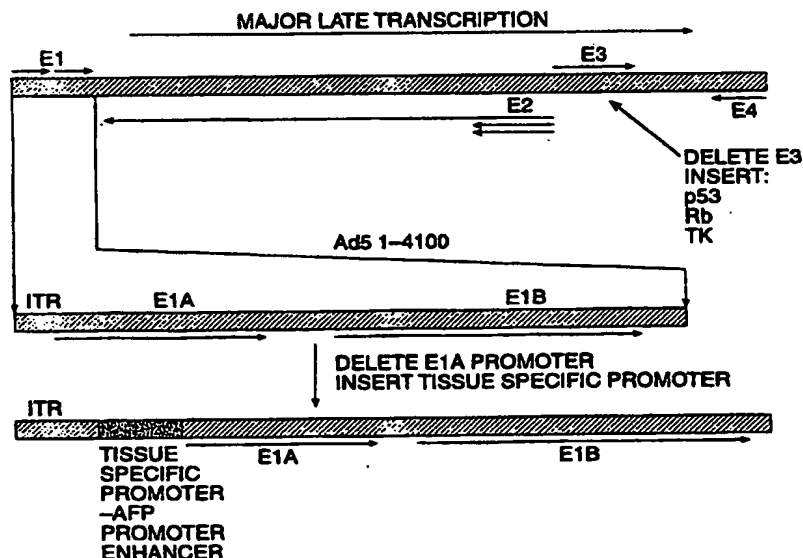 MAJOR LATE TRANSCRIPTION
E1
E3
E2
E4
DELETE E3
INSERT:
p53
Rb
TK
Ad5 1-4100
ITR
E1A
E1B
DELETE E1A PROMOTER
INSERT TISSUE SPECIFIC PROMOTER
ITR
E1A
E1B
TISSUE
SPECIFIC
PROMOTER
-AFP
PROMOTER
ENHANCER